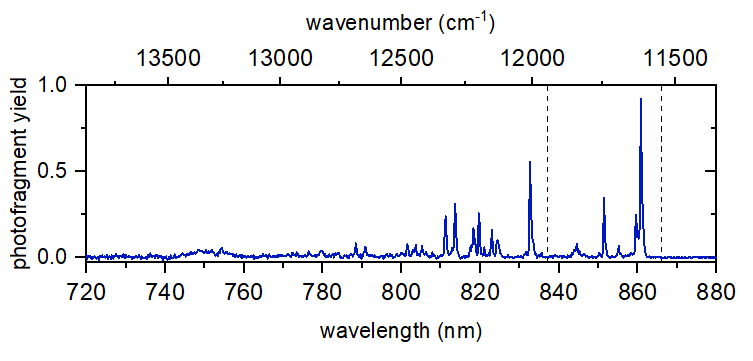 wavenumber (cm-1)
13500 13000 12500 12000 11500
1.0
0.5
0.0
photofragment yield
720 740 760 780 800 820 840 860 880
wavelength (nm)